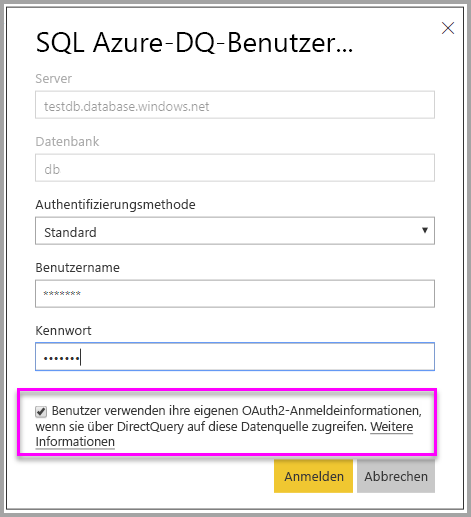 SQL Azure-DQ-Benutzer...
Server
testdb.database.windows.net
Datenbank
db
Authentifizierungsmethode
Standard
Benutzername
*******
Kennwort
•••••••
Benutzer verwenden ihre eigenen OAuth2-Anmeldeinformationen,
wenn sie über DirectQuery auf diese Datenquelle zugreifen. Weitere
Informationen
Anmelden Abbrechen